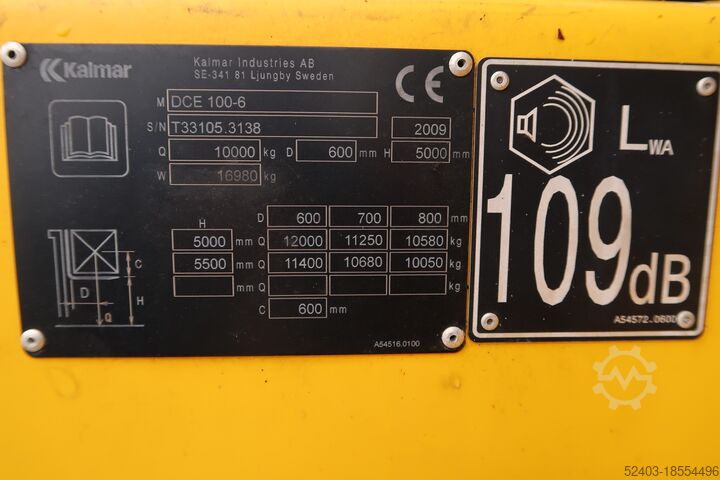 Kalmar
Kalmar Industries AB
SE-341 81 Ljungby Sweden
CE
M DCE 100-6
S/N T33105.3138 2009
Q 10000 kg D 600 mm H 5000 mm
W 16980 kg
H D 600 700 800 mm
5000 mm Q 12000 11250 10580 kg
5500 mm Q 11400 10680 10050 kg
mm Q kg
C 600 mm
C
D H
Q
A54516.0100
LWA
109dB
A54572.0600
52403-18554496